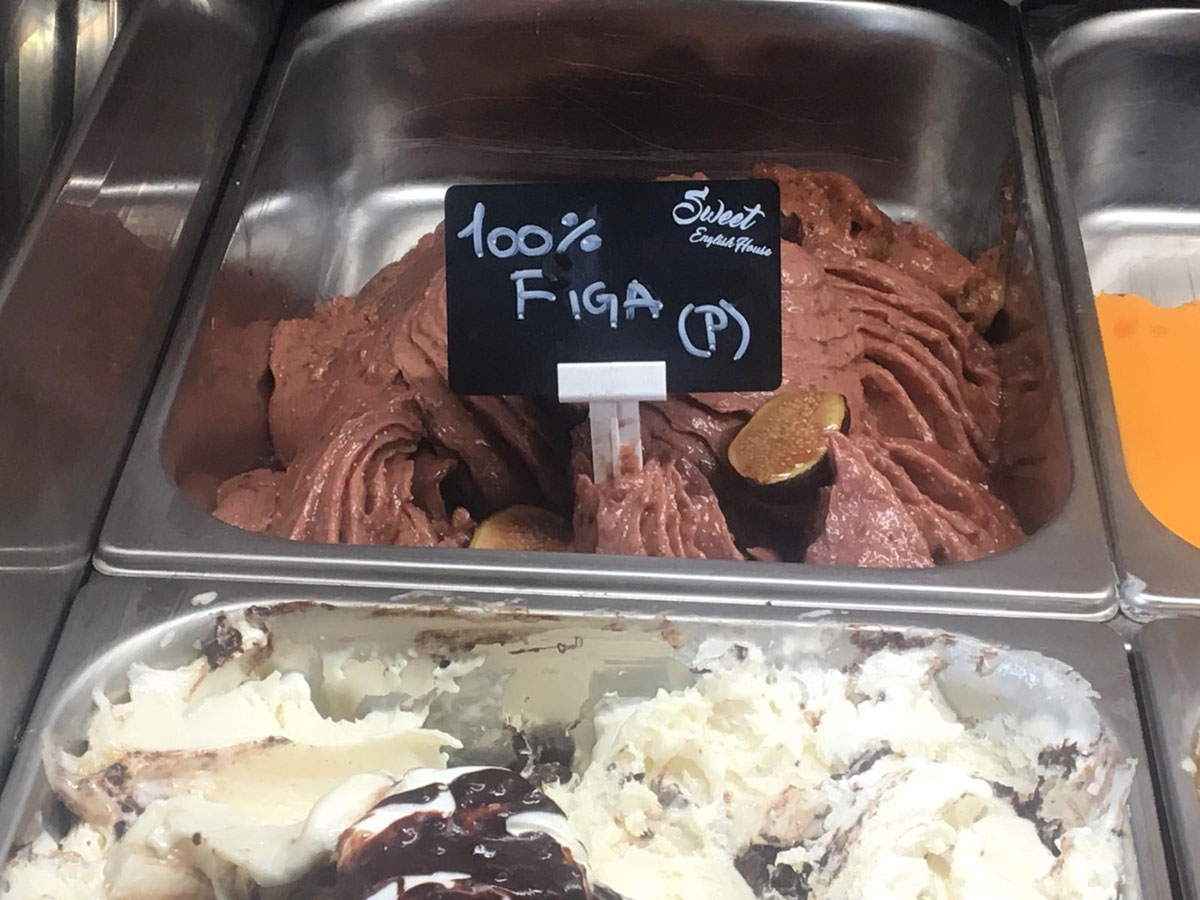 Sweet
English House
100%
FIGA
(P)